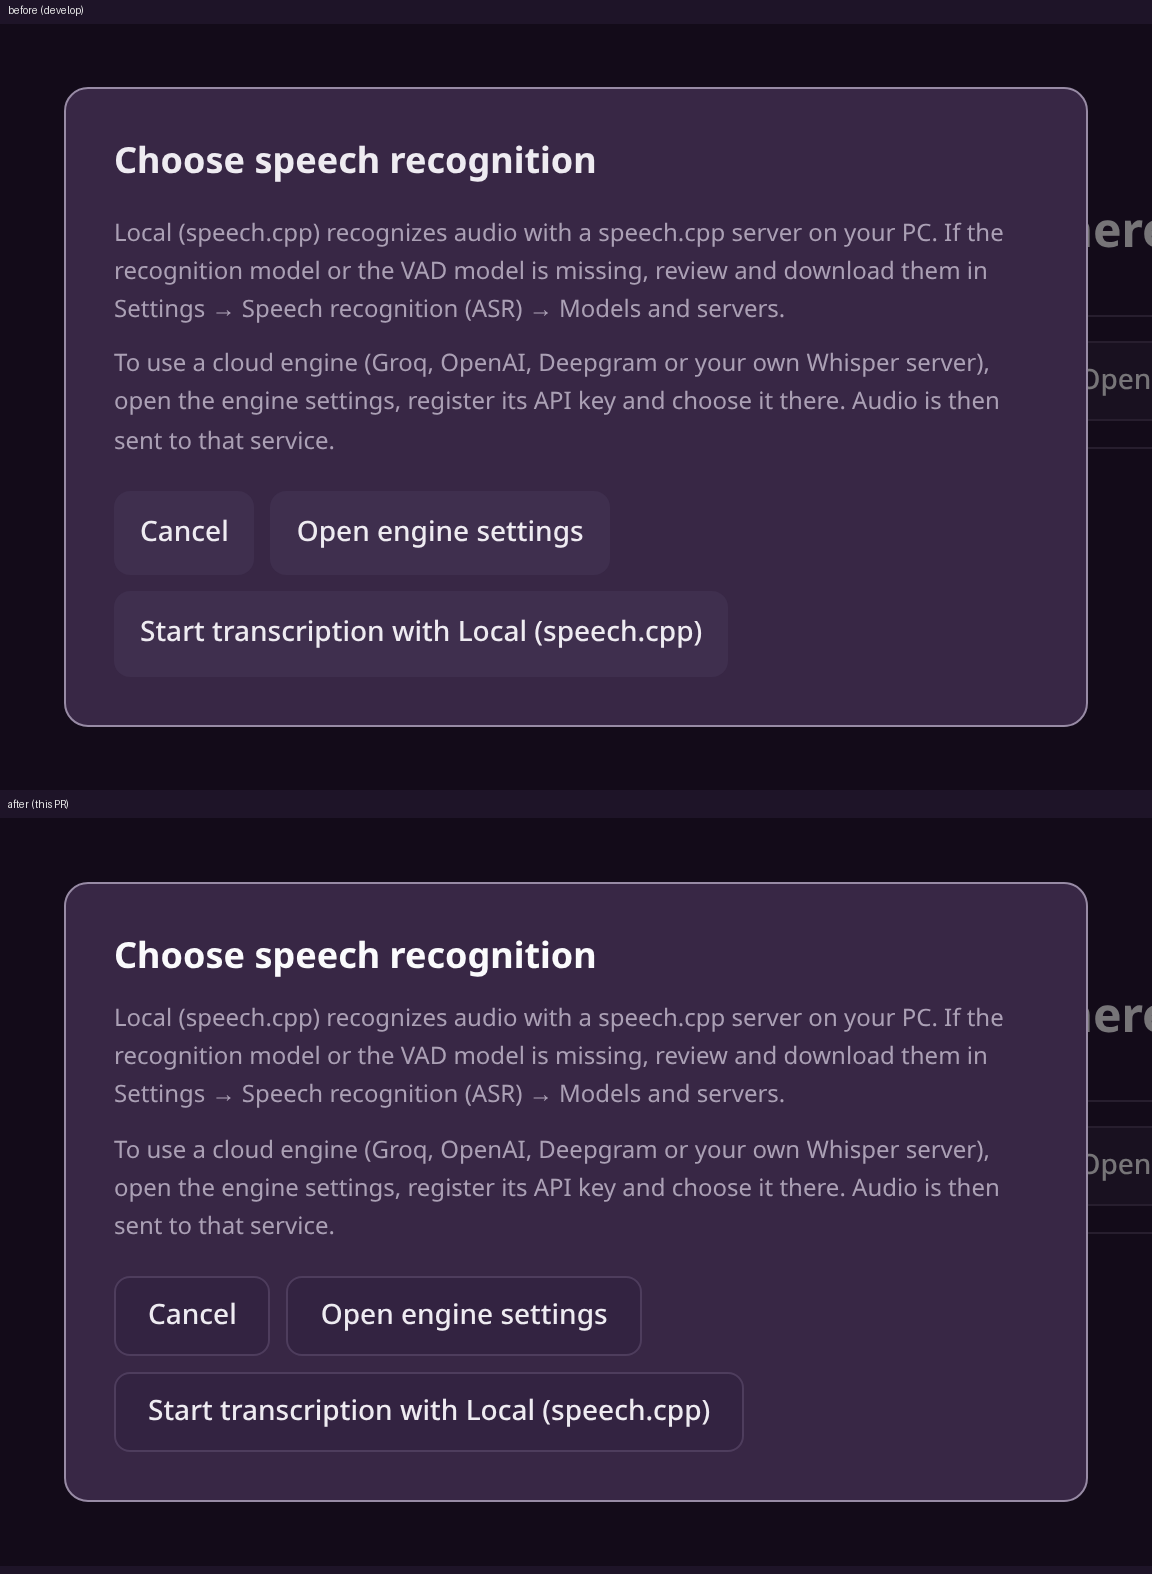 before (develop)
Choose speech recognition
Local (speech.cpp) recognizes audio with a speech.cpp server on your PC. If the
recognition model or the VAD model is missing, review and download them in
Settings → Speech recognition (ASR) → Models and servers.
To use a cloud engine (Groq, OpenAI, Deepgram or your own Whisper server),
open the engine settings, register its API key and choose it there. Audio is then
sent to that service.
Cancel
Open engine settings
Start transcription with Local (speech.cpp)
Open
after (this PR)
Choose speech recognition
Local (speech.cpp) recognizes audio with a speech.cpp server on your PC. If the
recognition model or the VAD model is missing, review and download them in
Settings → Speech recognition (ASR) → Models and servers.
To use a cloud engine (Groq, OpenAI, Deepgram or your own Whisper server),
open the engine settings, register its API key and choose it there. Audio is then
sent to that service.
Cancel
Open engine settings
Start transcription with Local (speech.cpp)
Open